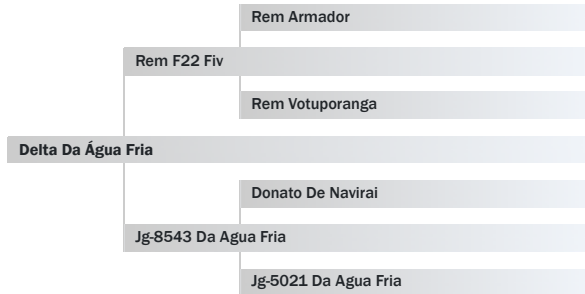 Rem Armador
Rem F22 Fiv
Rem Votuporanga
Delta Da Água Fria
Donato De Navirai
Jg-8543 Da Agua Fria
Jg-5021 Da Agua Fria